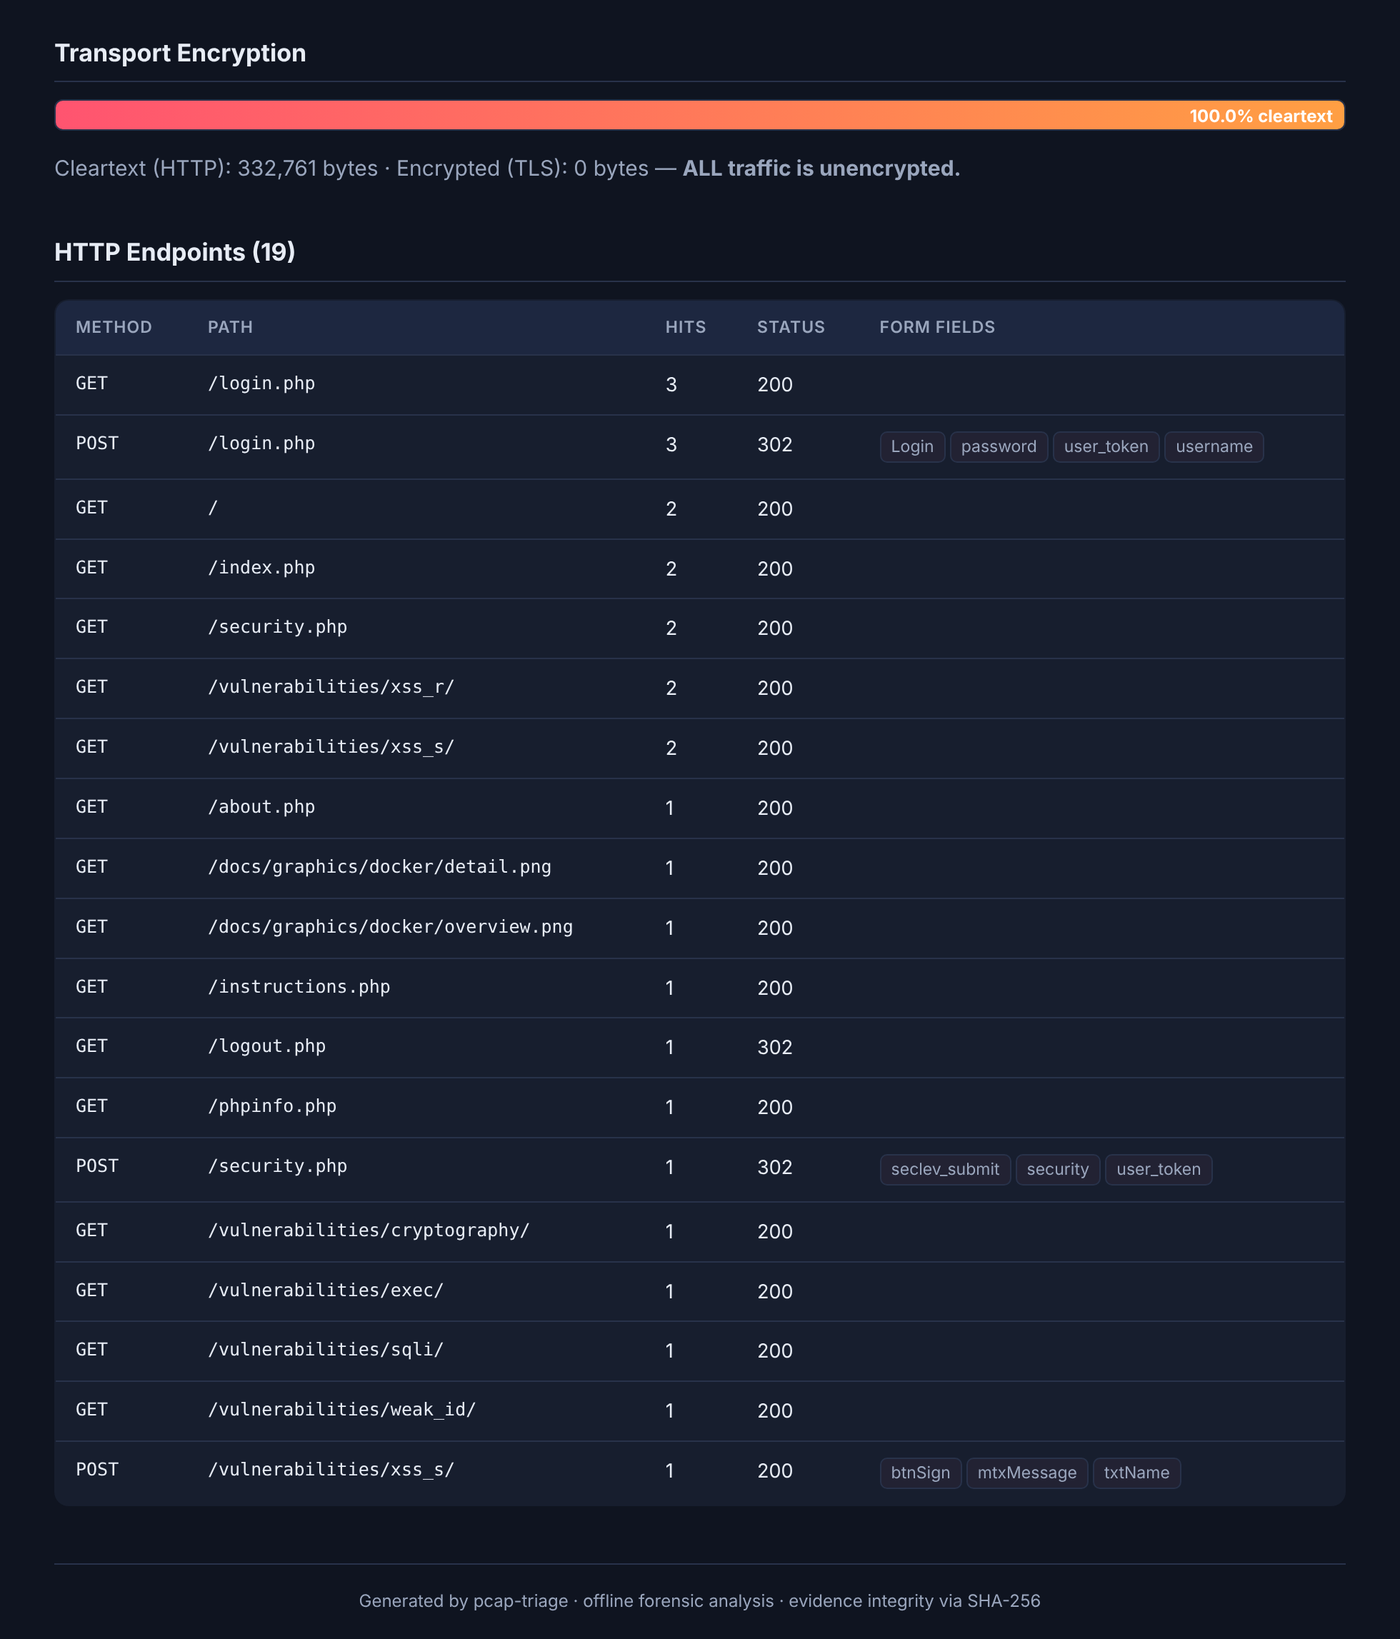 Transport Encryption
100.0% cleartext
Cleartext (HTTP): 332,761 bytes · Encrypted (TLS): 0 bytes — ALL traffic is unencrypted.
HTTP Endpoints (19)
METHOD PATH HITS STATUS FORM FIELDS
GET /login.php 3 200
POST /login.php 3 302 Login password user_token username
GET / 2 200
GET /index.php 2 200
GET /security.php 2 200
GET /vulnerabilities/xss_r/ 2 200
GET /vulnerabilities/xss_s/ 2 200
GET /about.php 1 200
GET /docs/graphics/docker/detail.png 1 200
GET /docs/graphics/docker/overview.png 1 200
GET /instructions.php 1 200
GET /logout.php 1 302
GET /phpinfo.php 1 200
POST /security.php 1 302 seclev_submit security user_token
GET /vulnerabilities/cryptography/ 1 200
GET /vulnerabilities/exec/ 1 200
GET /vulnerabilities/sqli/ 1 200
GET /vulnerabilities/weak_id/ 1 200
POST /vulnerabilities/xss_s/ 1 200 btnSign mtxMessage txtName
Generated by pcap-triage · offline forensic analysis · evidence integrity via SHA-256